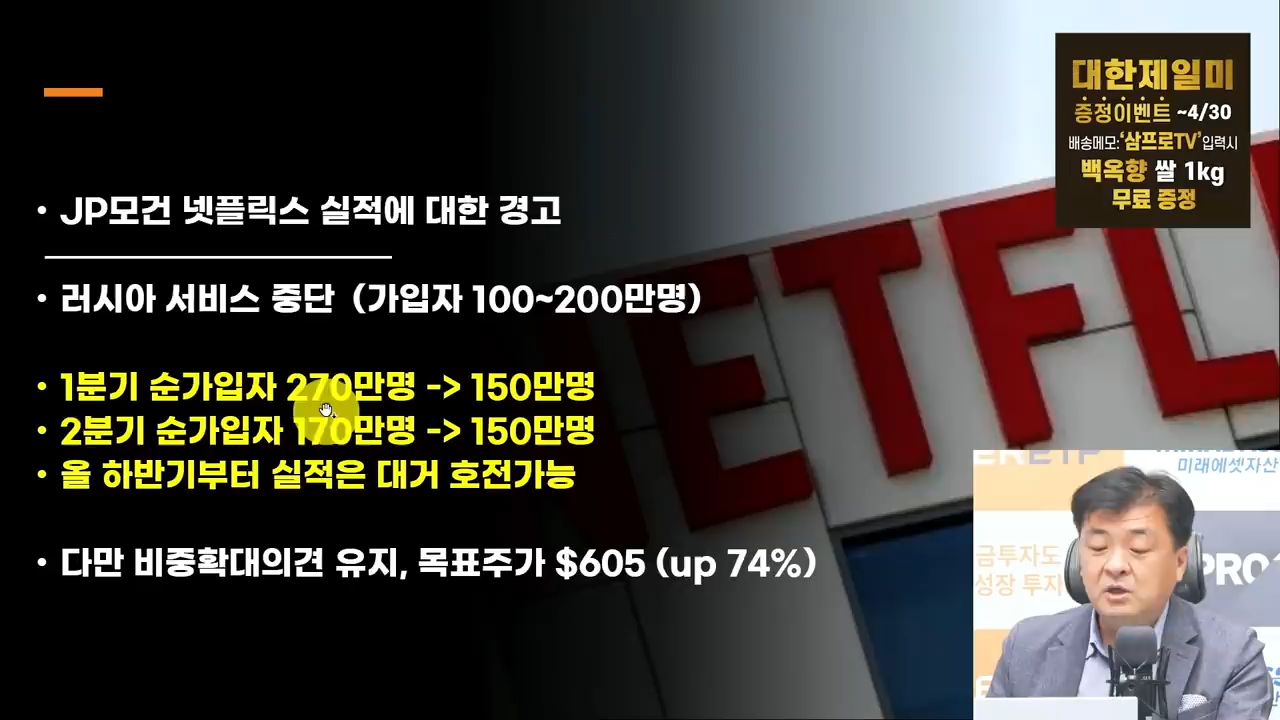 • JP모건 넷플릭스 실적에 대한 경고
• 러시아 서비스 중단 (가입자 100~200만명)
• 1분기 순가입자 270만명 -> 150만명
• 2분기 순가입자 170만명 -> 150만명
• 올 하반기부터 실적은 대거 호전가능
• 다만 비중확대의견 유지, 목표주가 $605 (up 74%)
대한제일미
증정이벤트 ~4/30
배송메모:'삼프로TV'입력시
백옥향 쌀 1kg
무료 증정
NETFL
미래에셋자산
금투자도
성장 투자
PRO